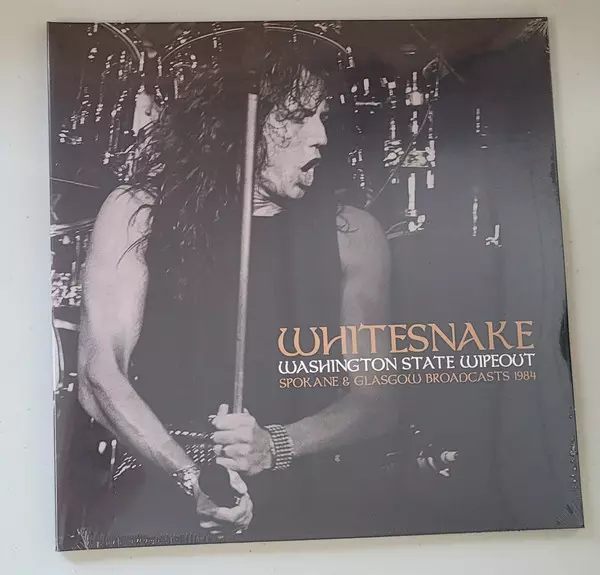 WHITESNAKE
WASHINGTON STATE WIPEOUT
SPOKANE & GLASGOW BROADCASTS 1984